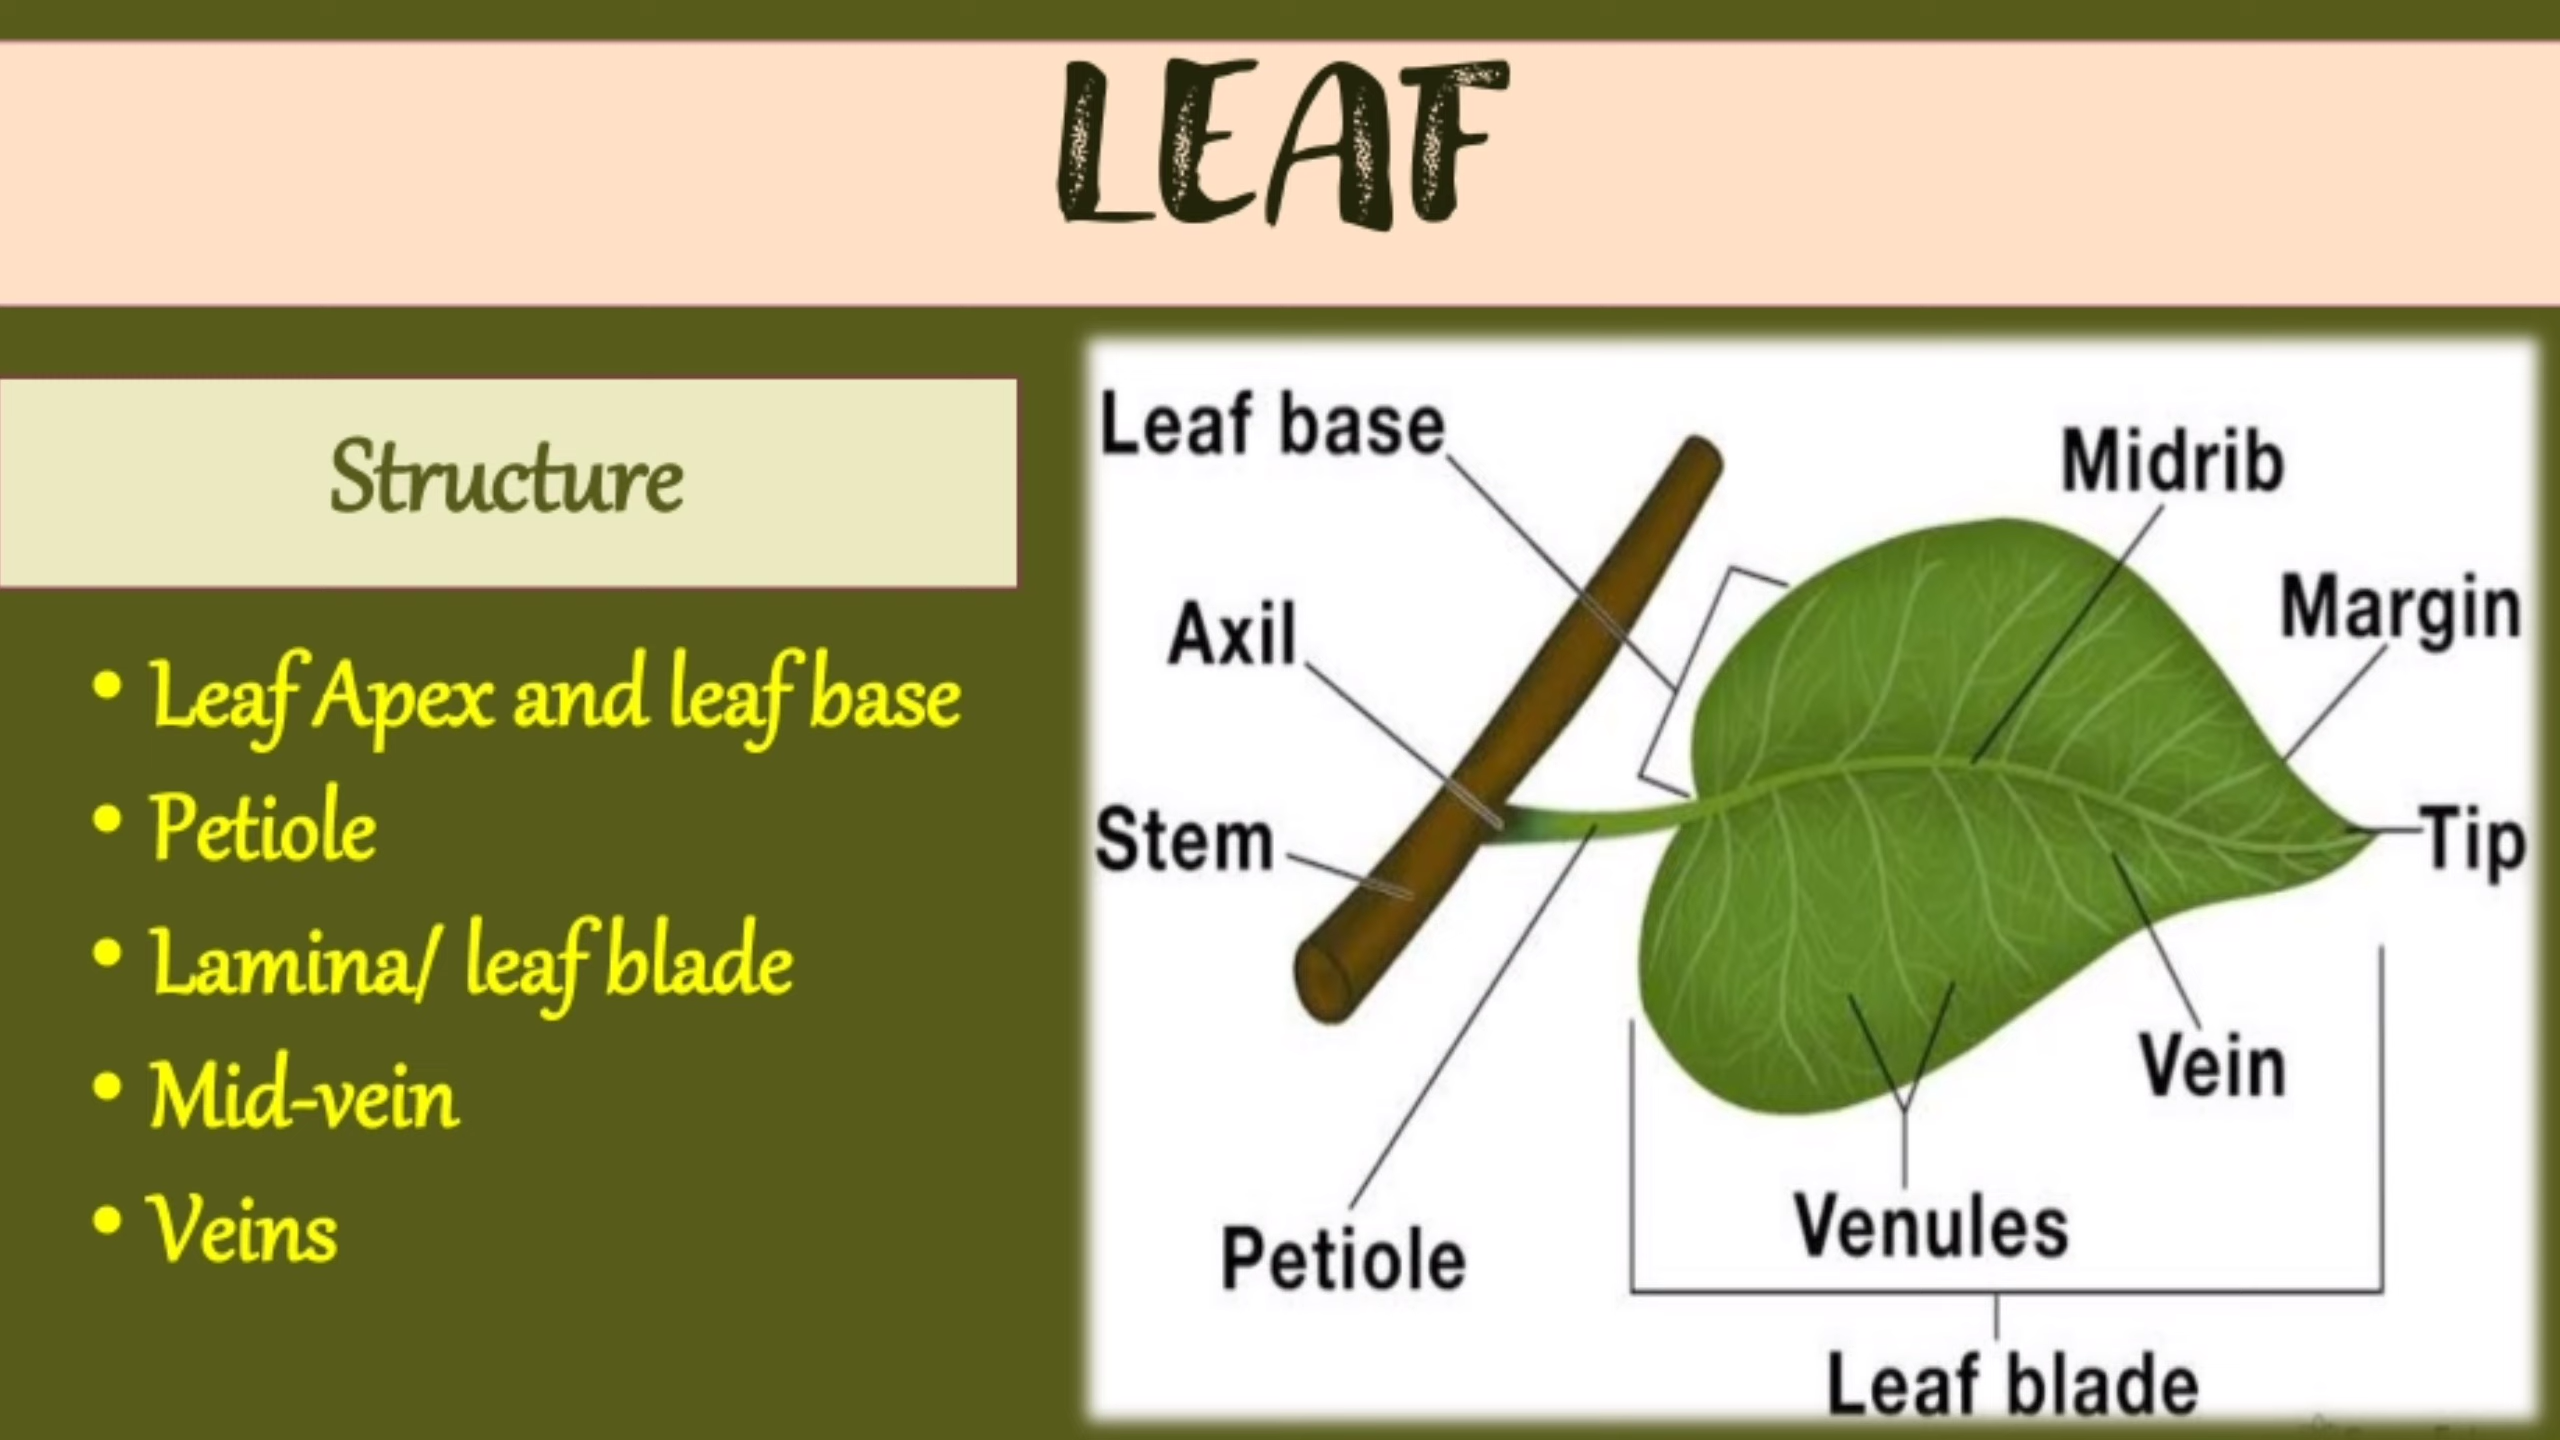 LEAF
Structure
• Leaf Apex and leaf base
• Petiole
• Lamina/ leaf blade
• Mid-vein
• Veins
Leaf base
Midrib
Margin
Axil
Stem
Tip
Vein
Venules
Petiole
Leaf blade